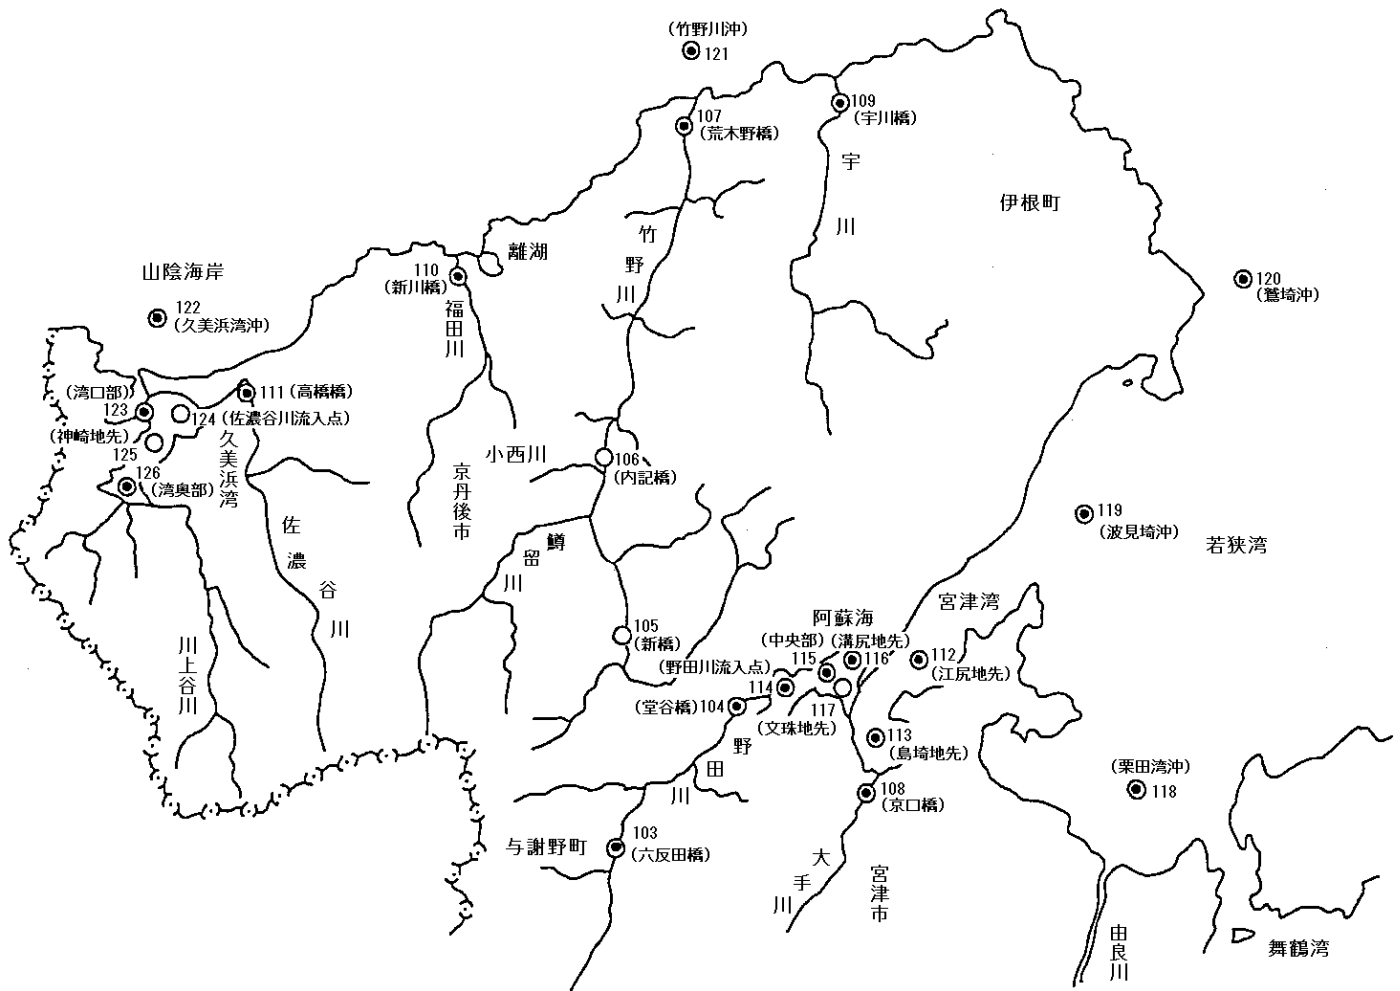 (竹野川沖)
121
109
(宇川橋)
107
(荒木野橋)
宇川
伊根町
竹野川
離湖
山陰海岸
110
(新川橋)
120
(鷲埼沖)
122
(久美浜湾沖)
福田川
(湾口部)
123
111 (高橋橋)
124 (佐濃谷川流入点)
(神崎地先)
125
久美浜湾
126
(湾奥部)
小西川
106
(内記橋)
京丹後市
119
(波見埼沖)
若狭湾
佐濃谷川
鱒留川
川上谷川
105
(新橋)
阿蘇海
宮津湾
(中央部)
(溝尻地先)
(野田川流入点)
115
116
112
(江尻地先)
114
(堂谷橋) 104
117
(文珠地先)
113
(島埼地先)
野田川
(栗田湾沖)
118
108
(京口橋)
103
(六反田橋)
与謝野町
大手川
宮津市
由良川
舞鶴湾